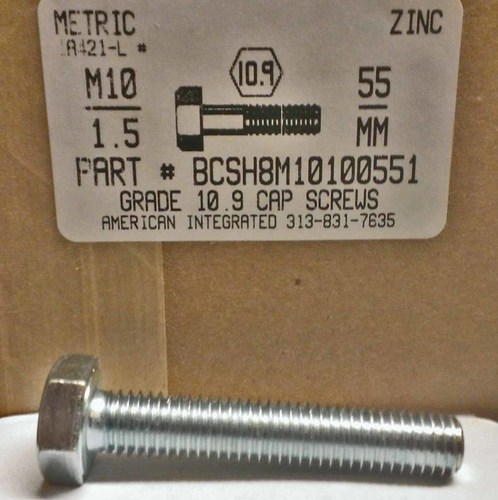 METRIC ZINC
A421-L #
M10 10.9 55
1.5 MM
PART # BCSH8M10100551
GRADE 10.9 CAP SCREWS
AMERICAN INTEGRATED 313-831-7635